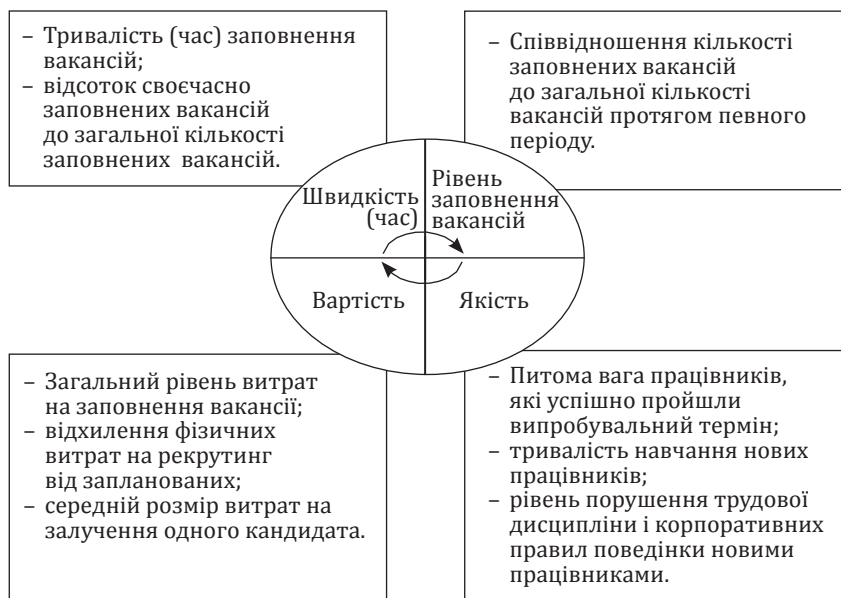 – Тривалість (час) заповнення
вакансій;
– відсоток своєчасно
заповнених вакансій
до загальної кількості
заповнених вакансій.
– Співвідношення кількості
заповнених вакансій
до загальної кількості
вакансій протягом певного
періоду.
Швидкість
(час)
Рівень
заповнення
вакансій
Вартість
Якість
– Загальний рівень витрат
на заповнення вакансії;
– відхилення фізичних
витрат на рекрутинг
від запланованих;
– середній розмір витрат на
залучення одного кандидата.
– Питома вага працівників,
які успішно пройшли
випробувальний термін;
– тривалість навчання нових
працівників;
– рівень порушення трудової
дисципліни і корпоративних
правил поведінки новими
працівниками.